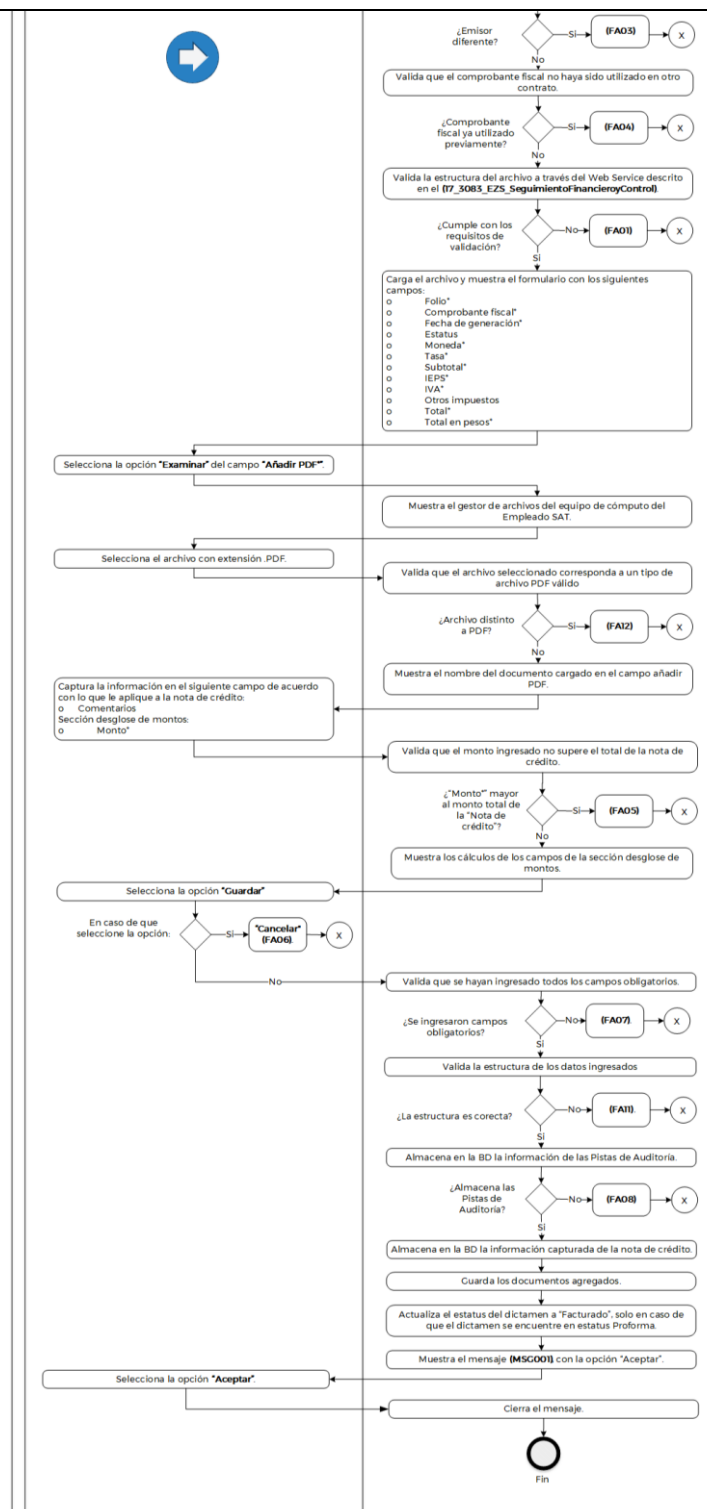 ¿Emisor
diferente?
Si
(FA03)
X
No
Valida que el comprobante fiscal no haya sido utilizado en otro
contrato.
¿Comprobante
fiscal ya utilizado
previamente?
Si
(FA04)
X
No
Valida la estructura del archivo a través del Web Service descrito
en el (17_3083_EZS_SeguimientoFinancieroyControl).
¿Cumple con los
requisitos de
validación?
No
(FA01)
X
Si
Carga el archivo y muestra el formulario con los siguientes
campos:
o Folio*
o Comprobante fiscal*
o Fecha de generación*
o Estatus
o Moneda*
o Tasa*
o Subtotal*
o IEPS*
o IVA*
o Otros impuestos
o Total*
o Total en pesos*
Selecciona la opción "Examinar" del campo "Añadir PDF*".
Muestra el gestor de archivos del equipo de cómputo del
Empleado SAT.
Selecciona el archivo con extensión .PDF.
Valida que el archivo seleccionado corresponda a un tipo de
archivo PDF válido
¿Archivo distinto
a PDF?
Si
(FA12)
X
No
Muestra el nombre del documento cargado en el campo añadir
PDF.
Captura la información en el siguiente campo de acuerdo
con lo que le aplique a la nota de crédito:
o Comentarios
Sección desglose de montos:
o Monto*
Valida que el monto ingresado no supere el total de la nota de
crédito.
¿"Monto*" mayor
al monto total de
la "Nota de
crédito"?
Si
(FA05)
X
No
Muestra los cálculos de los campos de la sección desglose de
montos.
Selecciona la opción "Guardar"
En caso de que
seleccione la opción:
Si
"Cancelar"
(FA06).
X
No
Valida que se hayan ingresado todos los campos obligatorios.
¿Se ingresaron campos
obligatorios?
No
(FA07).
X
Si
Valida la estructura de los datos ingresados
¿La estructura es corecta?
No
(FA11).
X
Si
Almacena en la BD la información de las Pistas de Auditoría.
¿Almacena las
Pistas de
Auditoría?
No
(FA08)
X
Si
Almacena en la BD la información capturada de la nota de crédito.
Guarda los documentos agregados.
Actualiza el estatus del dictamen a "Facturado", solo en caso de
que el dictamen se encuentre en estatus Proforma.
Muestra el mensaje (MSG001) con la opción "Aceptar".
Selecciona la opción "Aceptar".
Cierra el mensaje.
Fin